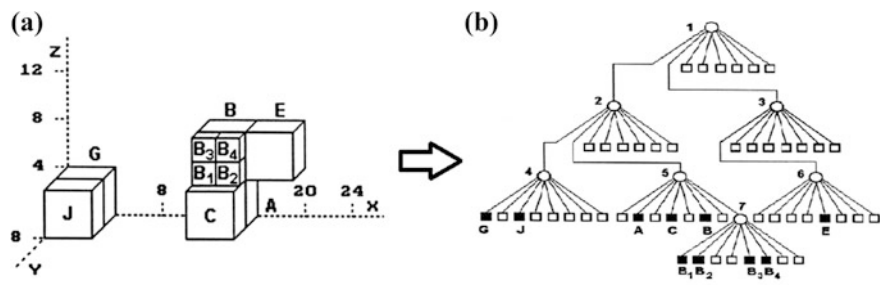 (a)
Z
12
8
4
B E
B₃ B₄
B₁ B₂
G
J
C
A
8
20 24
X
8
Y
(b)
1
2
3
4
5
6
7
G J
A C B
E
B₁ B₂ B₃ B₄